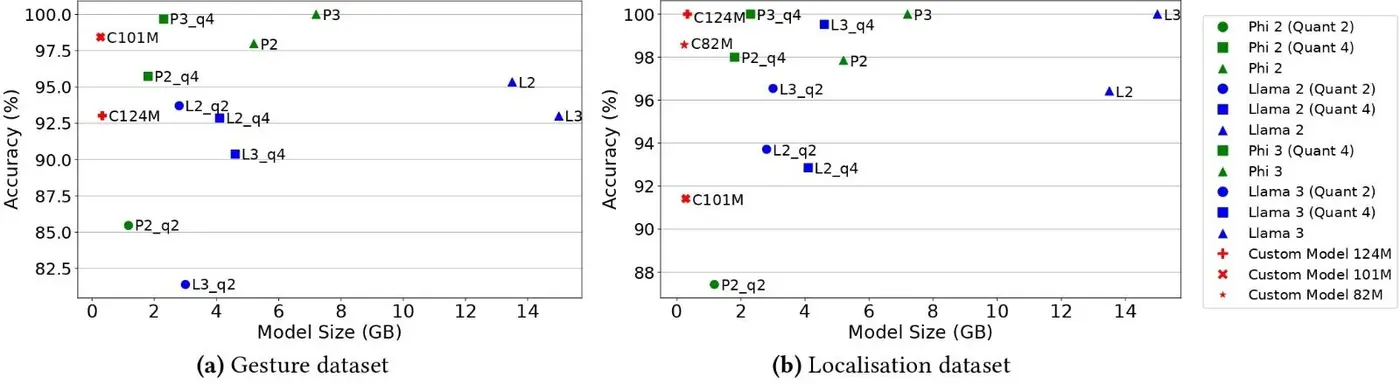 100.0
97.5
95.0
92.5
90.0
87.5
85.0
82.5
Accuracy (%)
P3_q4
P3
C101M
P2
P2_q4
L2
L2_q2
C124M
L2_q4
L3
L3_q4
P2_q2
L3_q2
0 2 4 6 8 10 12 14
Model Size (GB)
(a) Gesture dataset
100
98
96
94
92
90
88
Accuracy (%)
C124M
P3_q4
P3
L3
L3_q4
C82M
P2_q4
P2
L3_q2
L2
L2_q2
L2_q4
C101M
P2_q2
0 2 4 6 8 10 12 14
Model Size (GB)
(b) Localisation dataset
Phi 2 (Quant 2)
Phi 2 (Quant 4)
Phi 2
Llama 2 (Quant 2)
Llama 2 (Quant 4)
Llama 2
Phi 3 (Quant 4)
Phi 3
Llama 3 (Quant 2)
Llama 3 (Quant 4)
Llama 3
Custom Model 124M
Custom Model 101M
Custom Model 82M